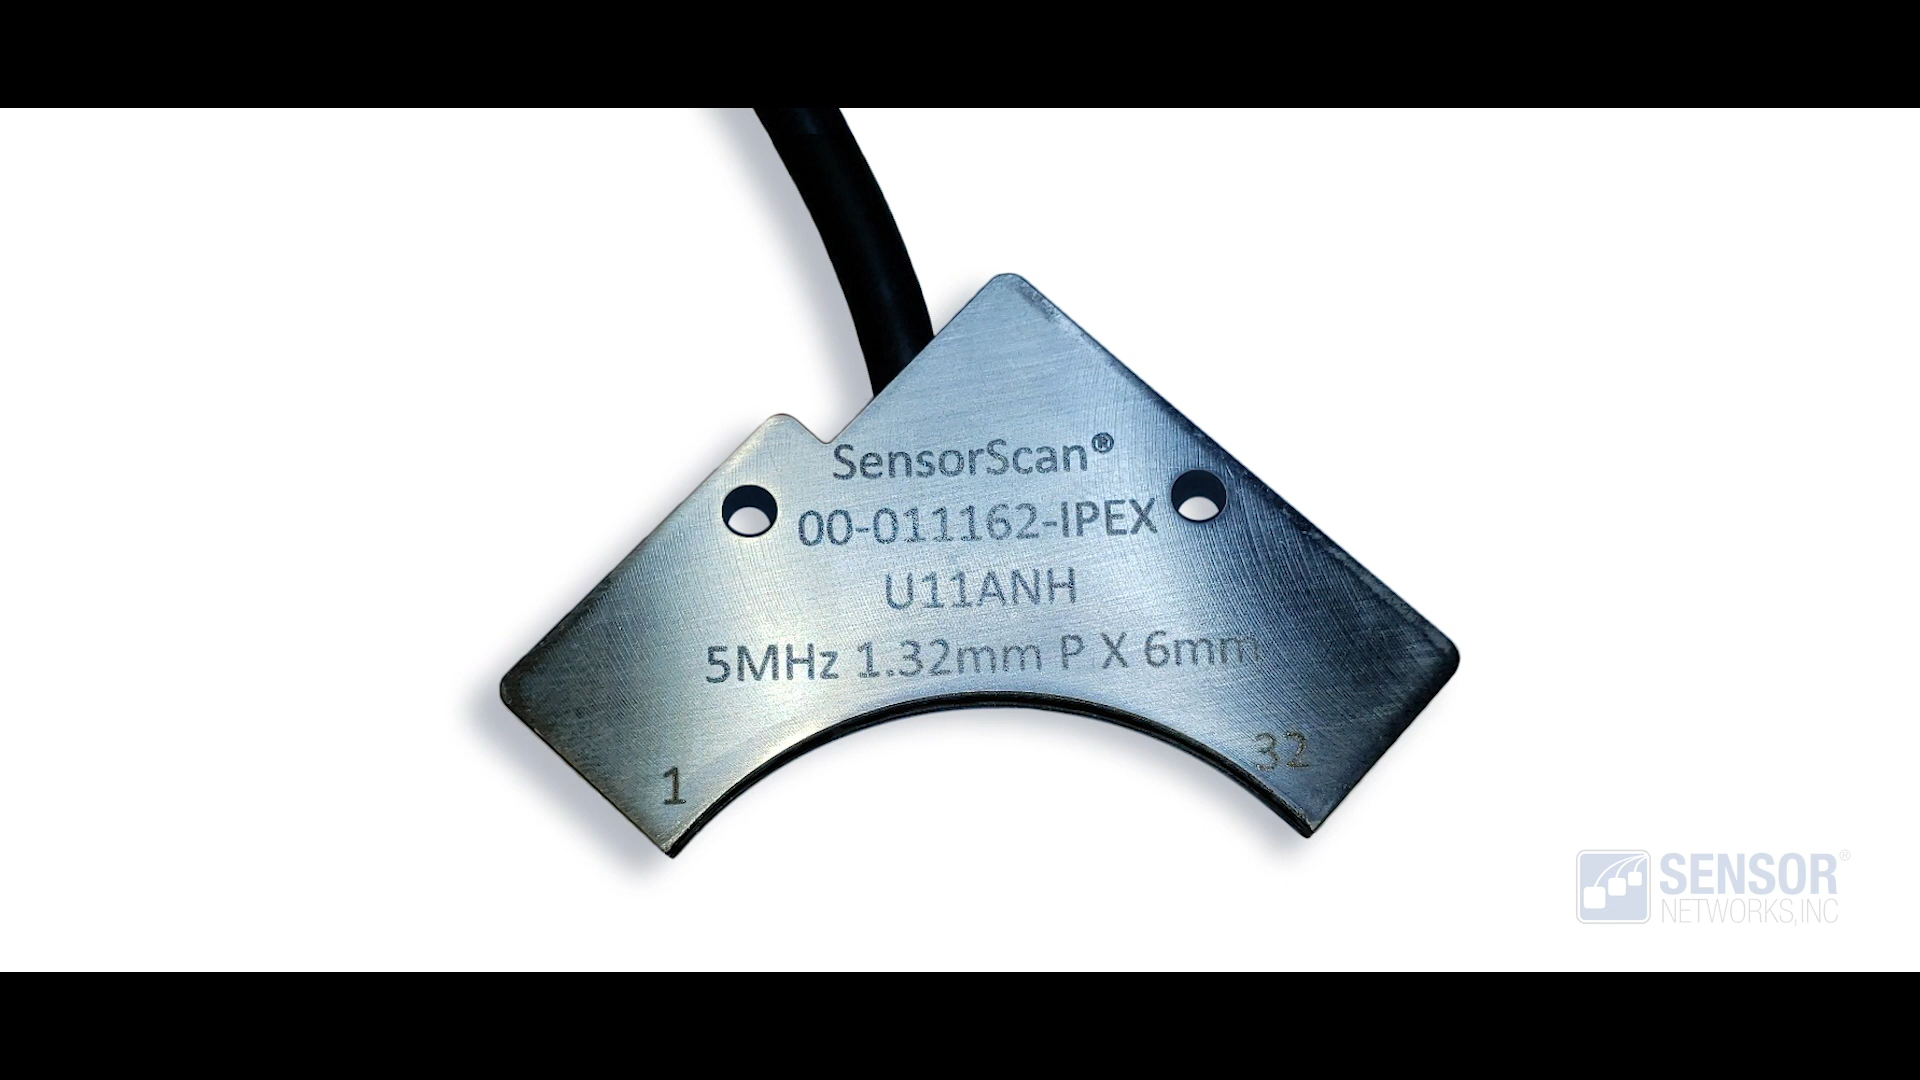 SensorScan®
00-011162-IPEX
U11ANH
5MHz 1.32mm P X 6mm
1
32
SENSOR®
NETWORKS, INC